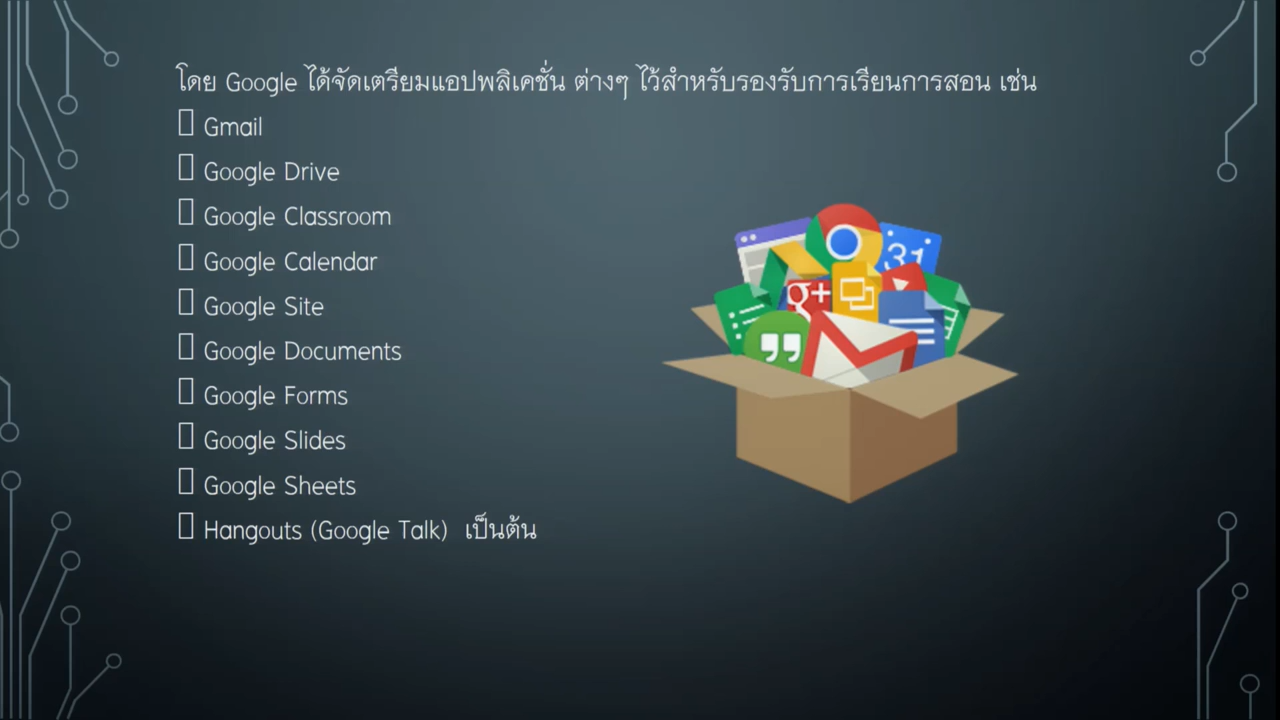 โดย Google ได้จัดเตรียมแอปพลิเคชั่น ต่างๆ ไว้สำหรับรองรับการเรียนการสอน เช่น
Gmail
Google Drive
Google Classroom
Google Calendar
Google Site
Google Documents
Google Forms
Google Slides
Google Sheets
Hangouts (Google Talk) เป็นต้น
31
g+